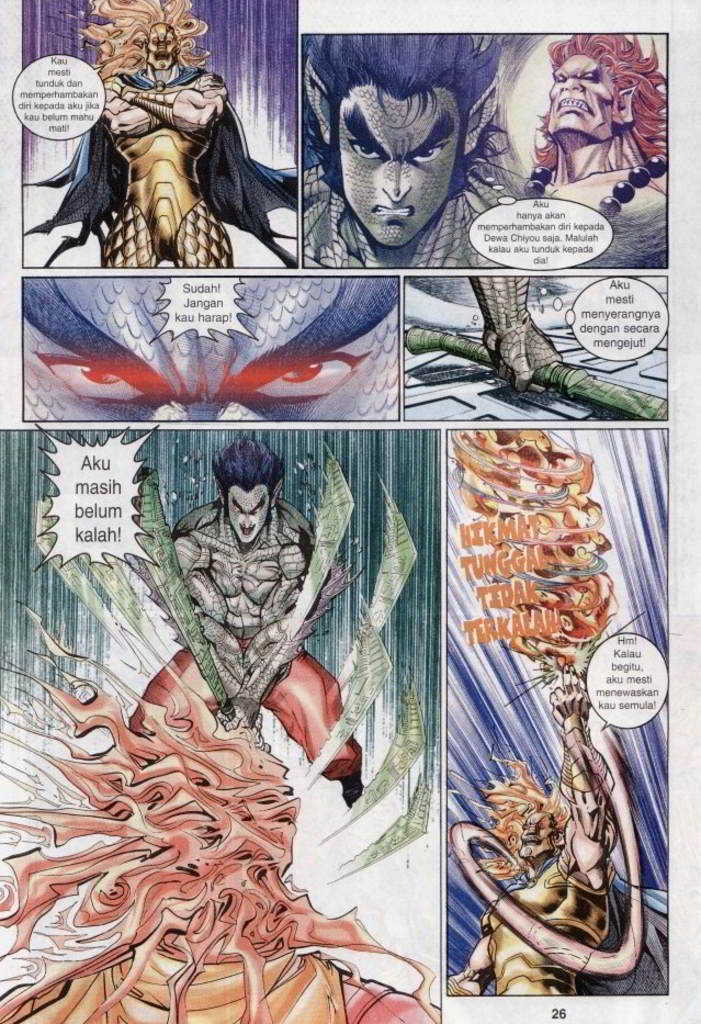 Kau
mesti
tunduk dan
memperhambakan
diri kepada aku jika
kau belum mahu
mati!
Aku
hanya akan
memperhambakan diri kepada
Dewa Chiyou saja. Malulah
kalau aku tunduk kepada
dia!
Sudah!
Jangan
kau harap!
Aku
mesti
menyerangnya
dengan secara
mengejut!
Aku
masih
belum
kalah!
HIKMAT
TUNGGAL
TIDAK
TERKALAH
Hm!
Kalau
begitu,
aku mesti
menewaskan
kau semula!
26